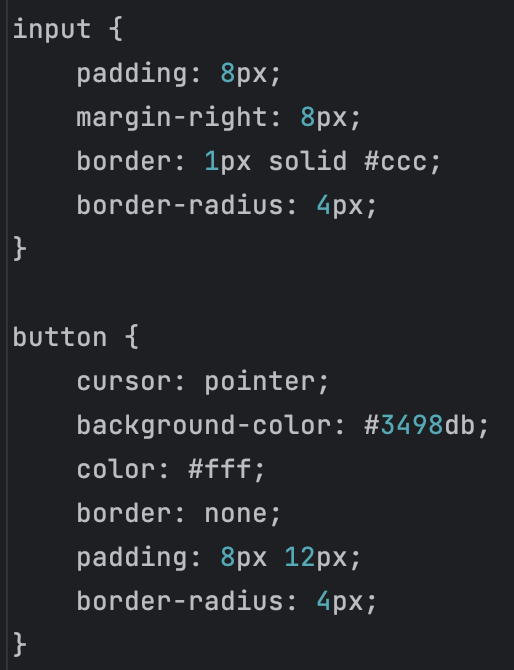 input {
    padding: 8px;
    margin-right: 8px;
    border: 1px solid #ccc;
    border-radius: 4px;
}

button {
    cursor: pointer;
    background-color: #3498db;
    color: #fff;
    border: none;
    padding: 8px 12px;
    border-radius: 4px;
}